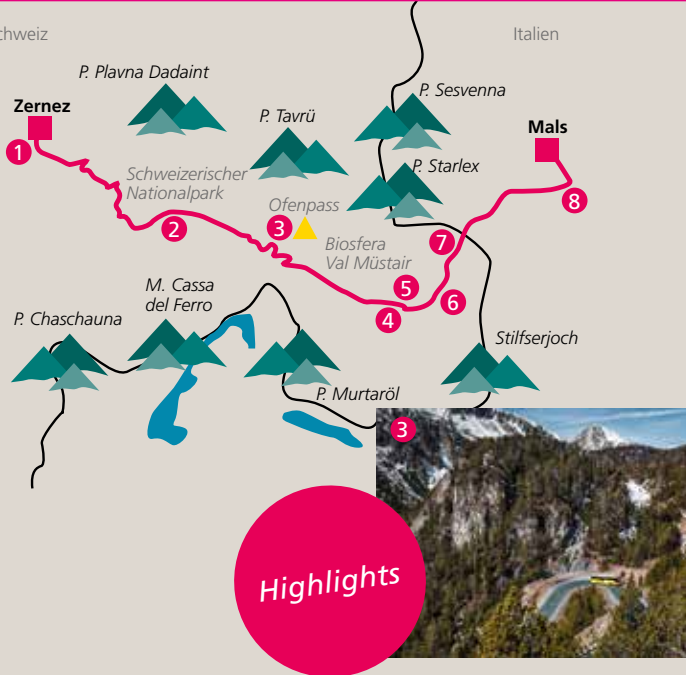 chweiz
Italien
P. Plavna Dadaint
P. Sesvenna
Zernez
P. Tavrü
Mals
1
Schweizerischer
Nationalpark
P. Starlex
2
3
Ofenpass
8
Biosfera
Val Müstair
7
M. Cassa
del Ferro
5
6
4
P. Chaschauna
Stilfserjoch
P. Murtaröl
3
Highlights